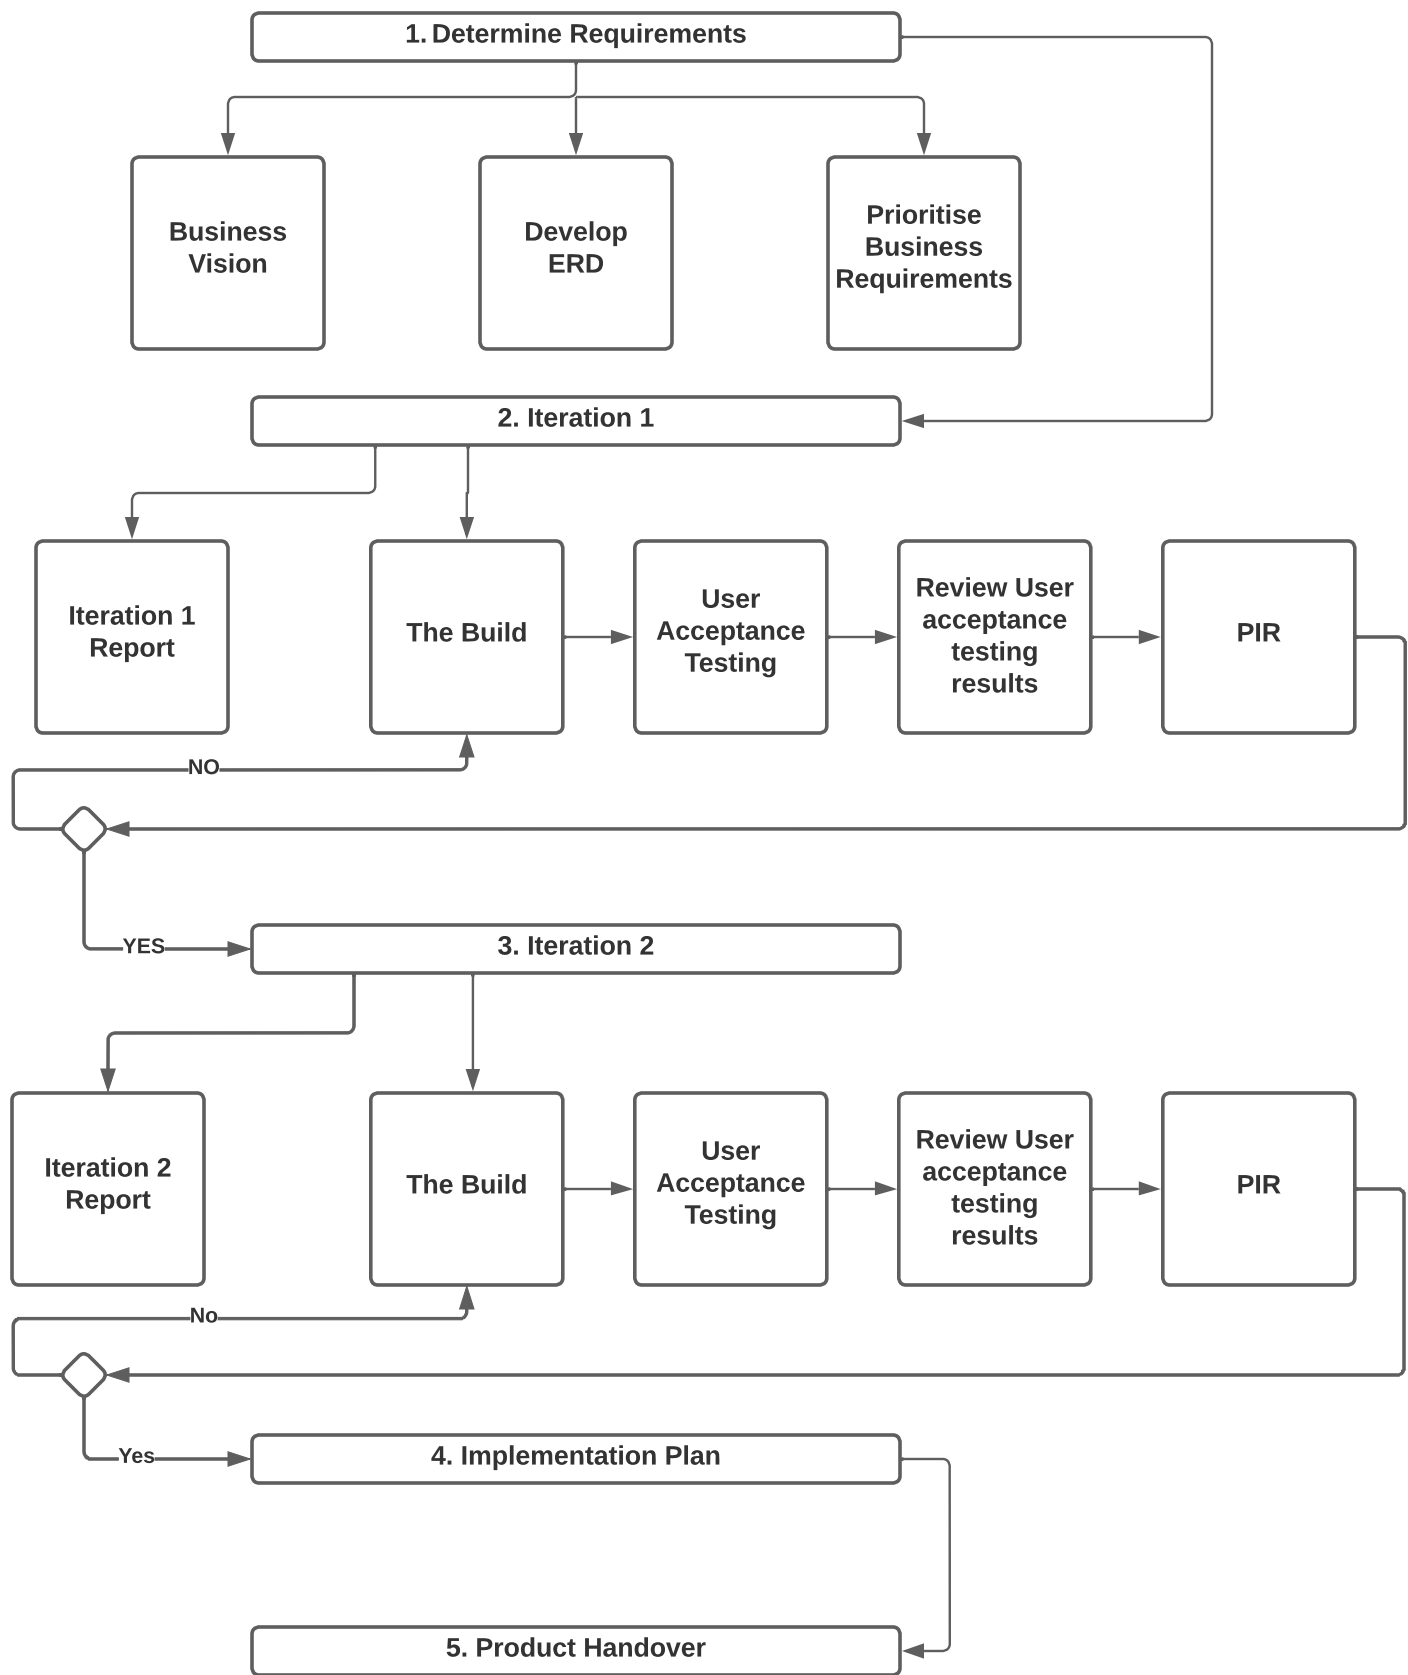 1. Determine Requirements
Business
Vision
Develop
ERD
Prioritise
Business
Requirements
2. Iteration 1
Iteration 1
Report
The Build
User
Acceptance
Testing
Review User
acceptance
testing
results
PIR
NO
YES
3. Iteration 2
Iteration 2
Report
The Build
User
Acceptance
Testing
Review User
acceptance
testing
results
PIR
No
Yes
4. Implementation Plan
5. Product Handover